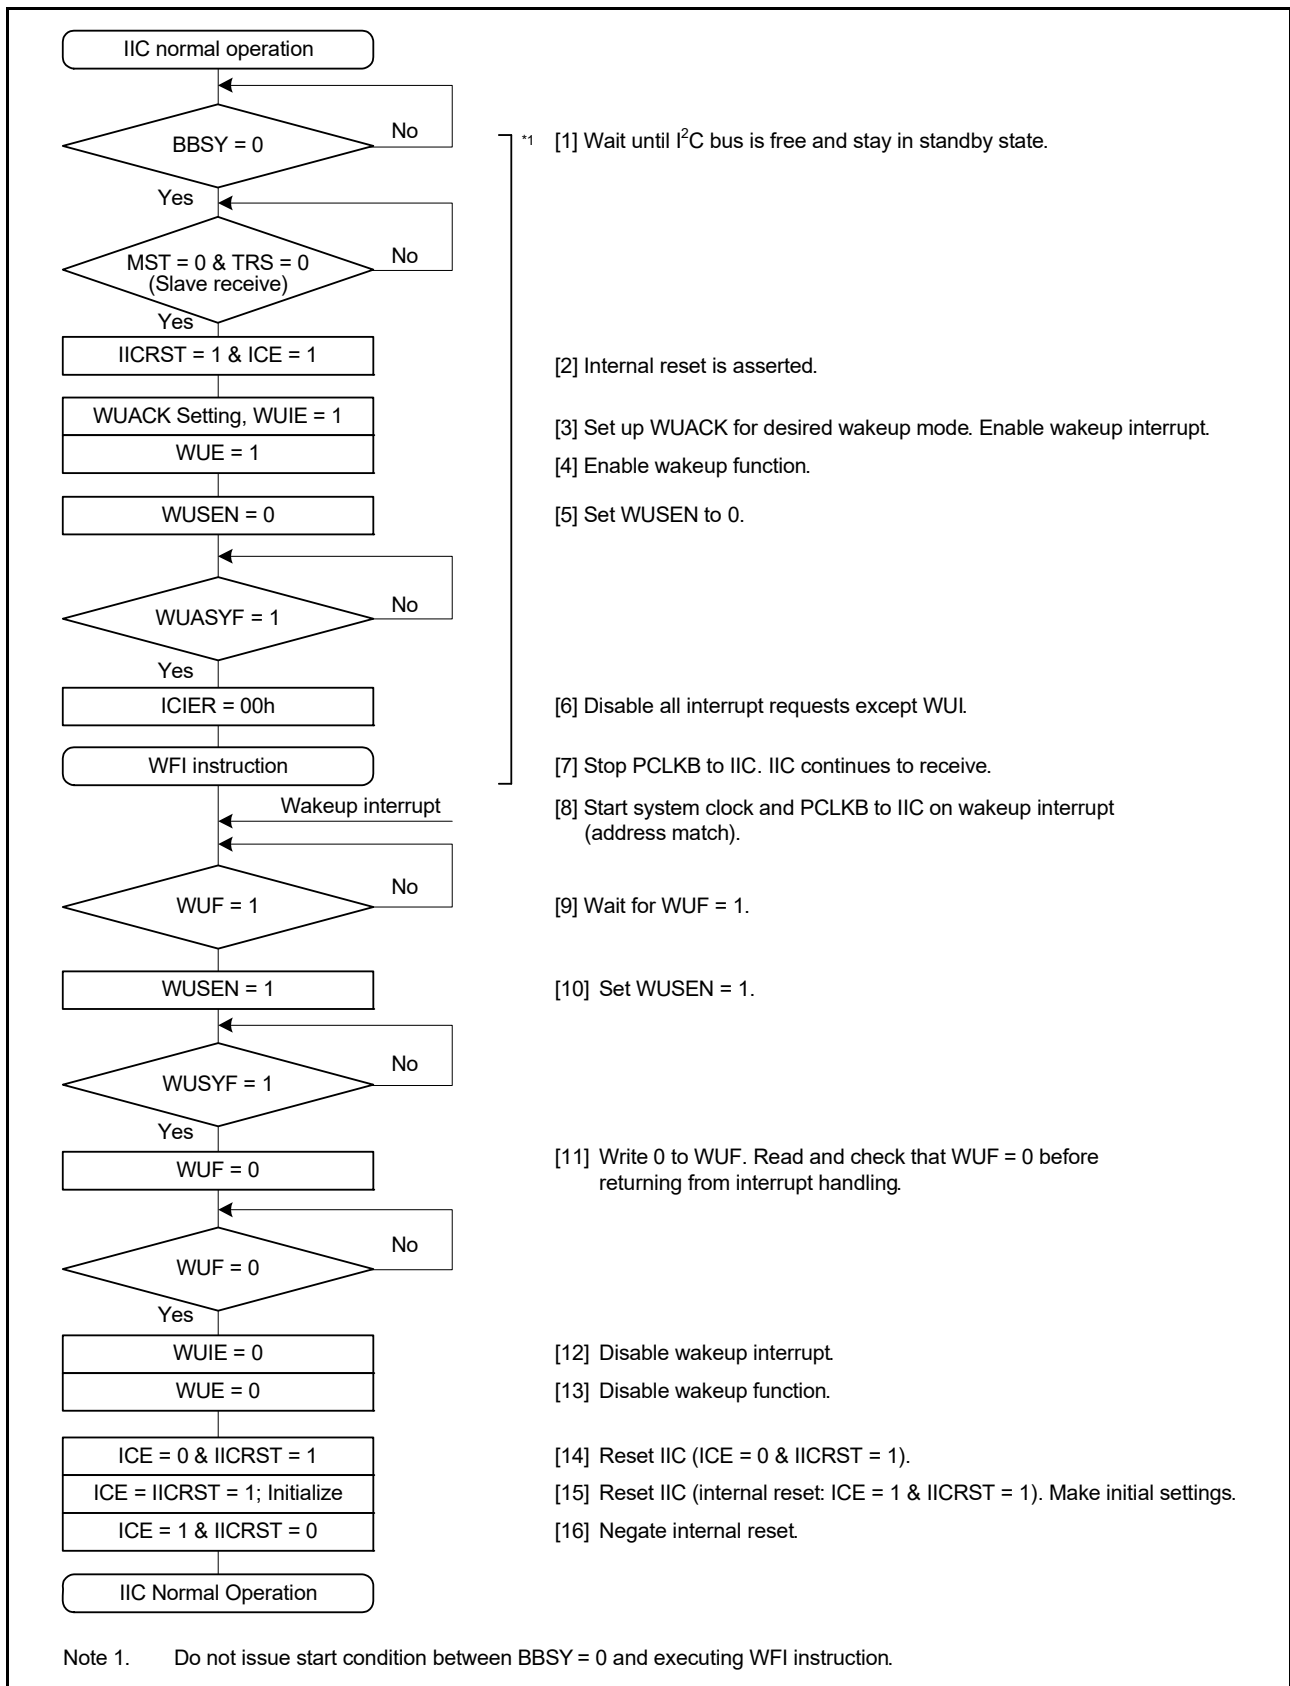 IIC normal operation
BBSY = 0
No
*1 [1] Wait until I²C bus is free and stay in standby state.
Yes
MST = 0 & TRS = 0
(Slave receive)
No
Yes
IICRST = 1 & ICE = 1
[2] Internal reset is asserted.
WUACK Setting, WUIE = 1
[3] Set up WUACK for desired wakeup mode. Enable wakeup interrupt.
WUE = 1
[4] Enable wakeup function.
WUSEN = 0
[5] Set WUSEN to 0.
WUASYF = 1
No
Yes
ICIER = 00h
[6] Disable all interrupt requests except WUI.
WFI instruction
[7] Stop PCLKB to IIC. IIC continues to receive.
Wakeup interrupt
[8] Start system clock and PCLKB to IIC on wakeup interrupt
(address match).
WUF = 1
No
[9] Wait for WUF = 1.
WUSEN = 1
[10] Set WUSEN = 1.
WUSYF = 1
No
Yes
WUF = 0
[11] Write 0 to WUF. Read and check that WUF = 0 before
returning from interrupt handling.
WUF = 0
No
Yes
WUIE = 0
[12] Disable wakeup interrupt.
WUE = 0
[13] Disable wakeup function.
ICE = 0 & IICRST = 1
[14] Reset IIC (ICE = 0 & IICRST = 1).
ICE = IICRST = 1; Initialize
[15] Reset IIC (internal reset: ICE = 1 & IICRST = 1). Make initial settings.
ICE = 1 & IICRST = 0
[16] Negate internal reset.
IIC Normal Operation
Note 1. Do not issue start condition between BBSY = 0 and executing WFI instruction.